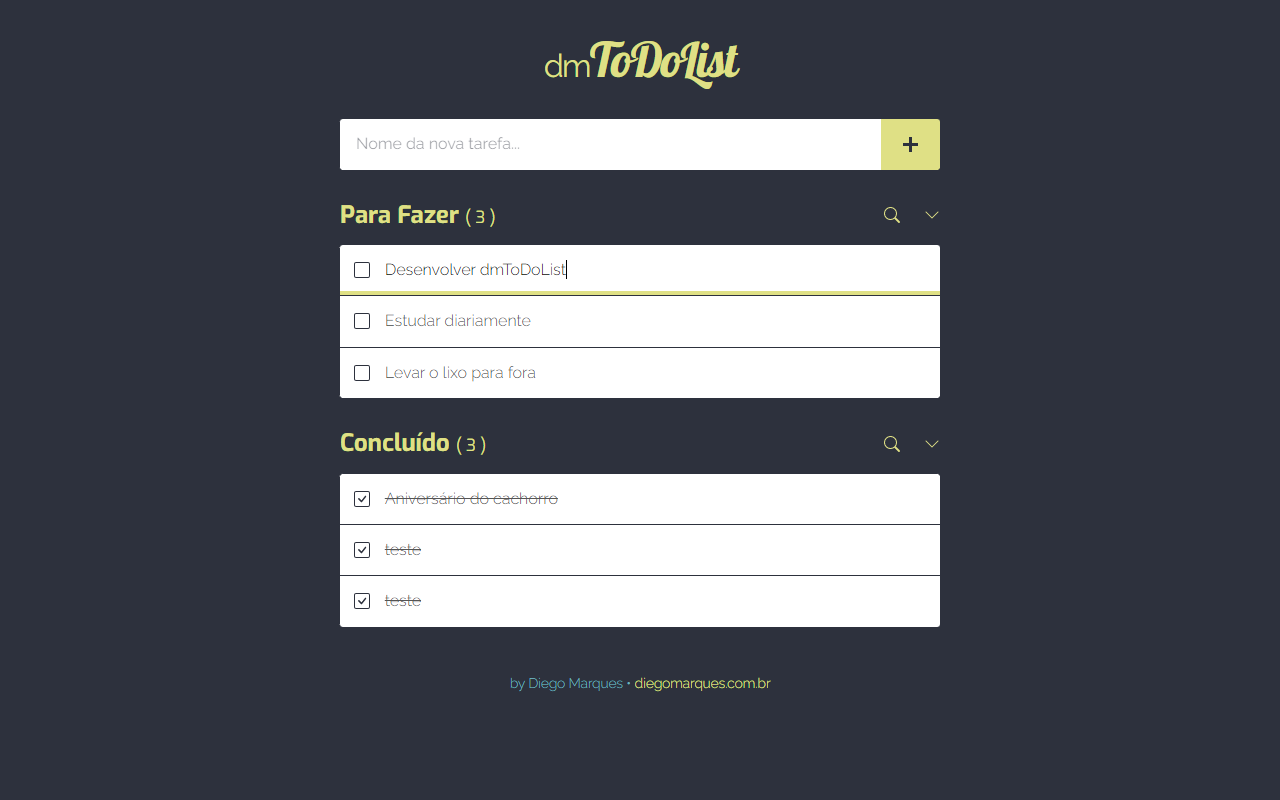 dmToDoList
Nome da nova tarefa...
Para Fazer ( 3 )
Desenvolver dmToDoList
Estudar diariamente
Levar o lixo para fora
Concluído ( 3 )
Aniversário do cachorro
teste
teste
by Diego Marques • diegomarques.com.br